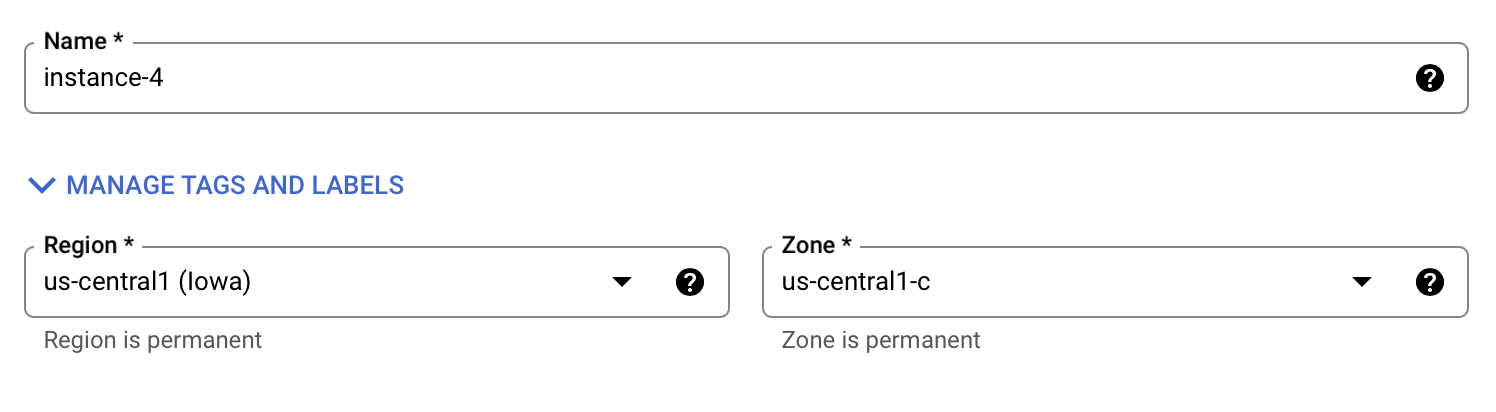 Name *
instance-4
MANAGE TAGS AND LABELS
Region *
us-central1 (Iowa)
Region is permanent
Zone *
us-central1-c
Zone is permanent